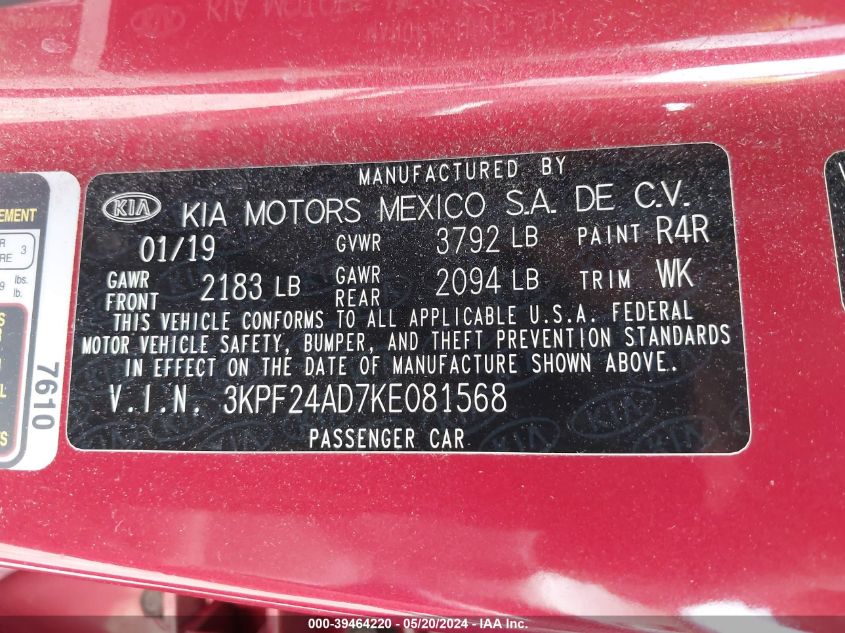 MANUFACTURED BY
KIA KIA MOTORS MEXICO S.A. DE C.V.
01/19 GVWR 3792 LB PAINT R4R
GAWR FRONT 2183 LB GAWR REAR 2094 LB TRIM WK
THIS VEHICLE CONFORMS TO ALL APPLICABLE U.S.A. FEDERAL
MOTOR VEHICLE SAFETY, BUMPER, AND THEFT PREVENTION STANDARDS
IN EFFECT ON THE DATE OF MANUFACTURE SHOWN ABOVE.
V.I.N. 3KPF24AD7KE081568
PASSENGER CAR
3
lbs.
lb.
7610
000-39464220 - 05/20/2024 - IAA Inc.